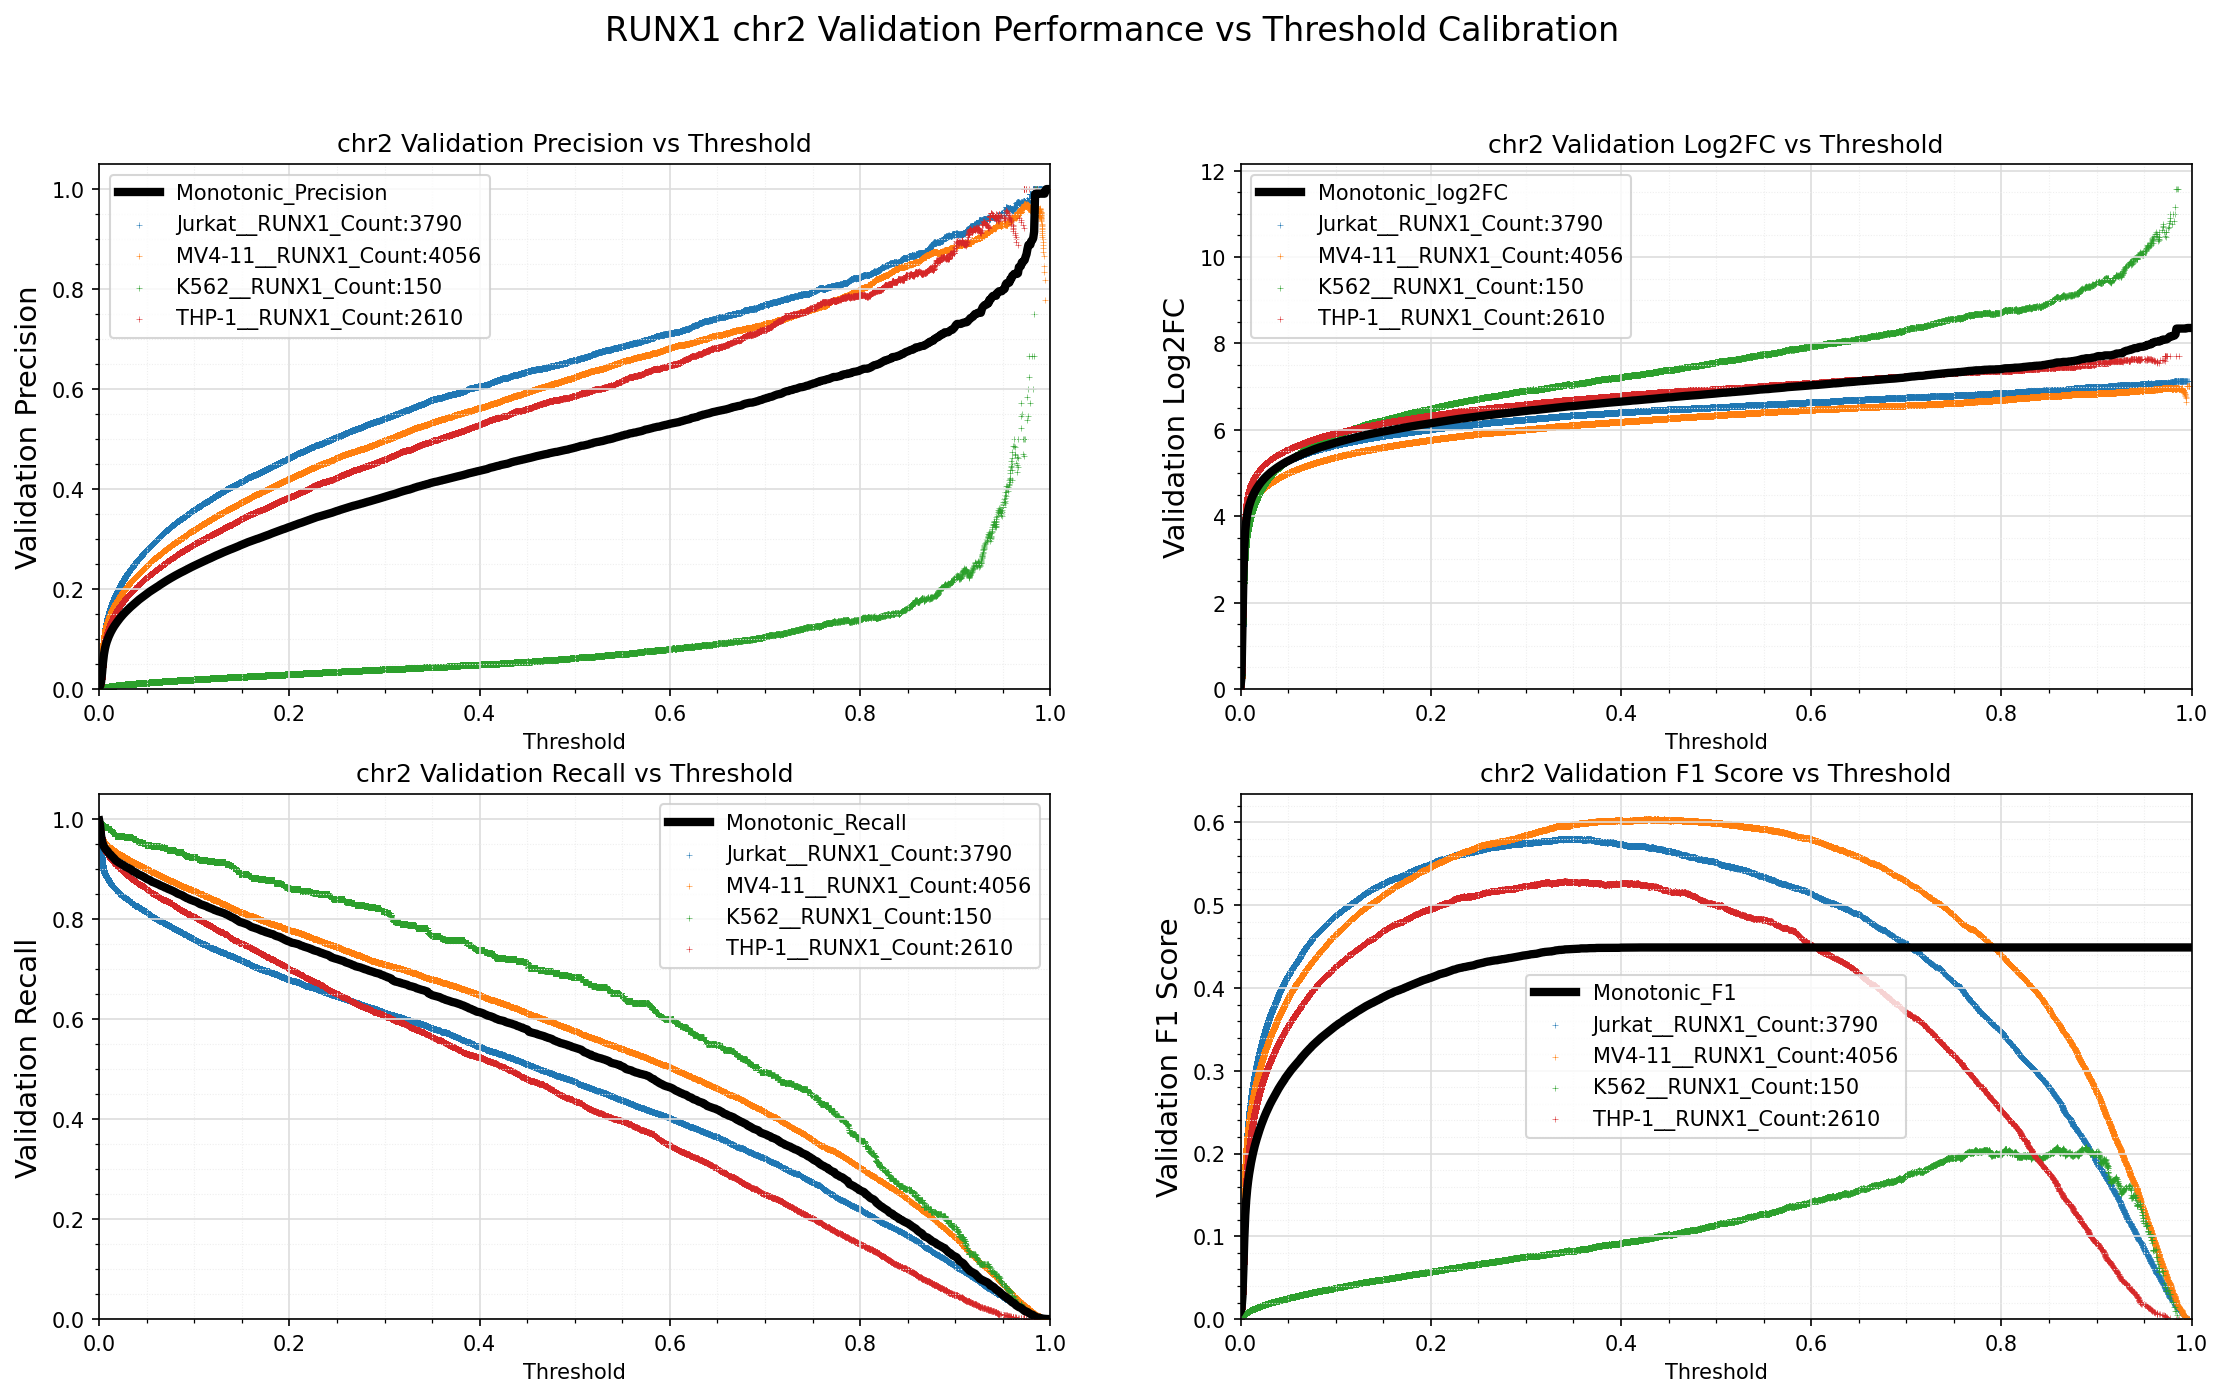 RUNX1 chr2 Validation Performance vs Threshold Calibration
chr2 Validation Precision vs Threshold
Validation Precision
1.0
0.8
0.6
0.4
0.2
0.0
Monotonic_Precision
Jurkat__RUNX1_Count:3790
MV4-11__RUNX1_Count:4056
K562__RUNX1_Count:150
THP-1__RUNX1_Count:2610
0.0 0.2 0.4 0.6 0.8 1.0
Threshold
chr2 Validation Log2FC vs Threshold
Validation Log2FC
12
10
8
6
4
2
0
Monotonic_log2FC
Jurkat__RUNX1_Count:3790
MV4-11__RUNX1_Count:4056
K562__RUNX1_Count:150
THP-1__RUNX1_Count:2610
0.0 0.2 0.4 0.6 0.8 1.0
Threshold
chr2 Validation Recall vs Threshold
Validation Recall
1.0
0.8
0.6
0.4
0.2
0.0
Monotonic_Recall
Jurkat__RUNX1_Count:3790
MV4-11__RUNX1_Count:4056
K562__RUNX1_Count:150
THP-1__RUNX1_Count:2610
0.0 0.2 0.4 0.6 0.8 1.0
Threshold
chr2 Validation F1 Score vs Threshold
Validation F1 Score
0.6
0.5
0.4
0.3
0.2
0.1
0.0
Monotonic_F1
Jurkat__RUNX1_Count:3790
MV4-11__RUNX1_Count:4056
K562__RUNX1_Count:150
THP-1__RUNX1_Count:2610
0.0 0.2 0.4 0.6 0.8 1.0
Threshold